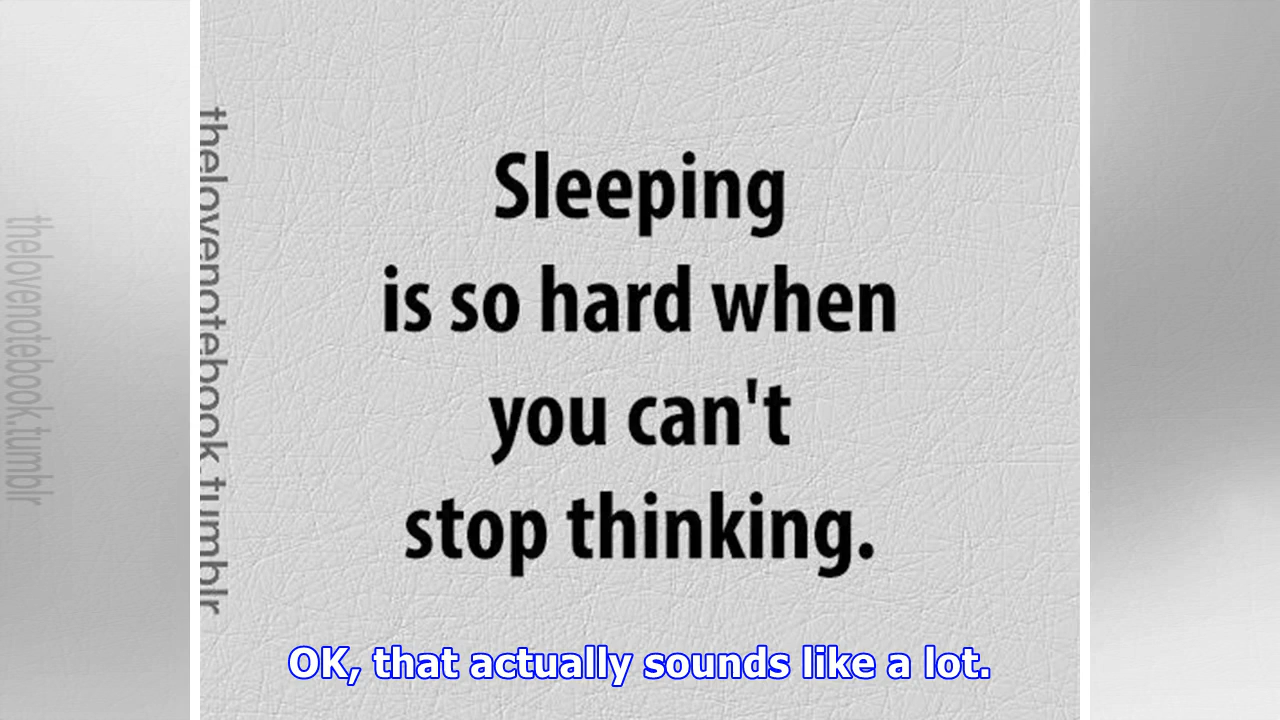 thelovenotebook.tumblr
thelovenotebook.tumblr
Sleeping
is so hard when
you can't
stop thinking.
OK, that actually sounds like a lot.